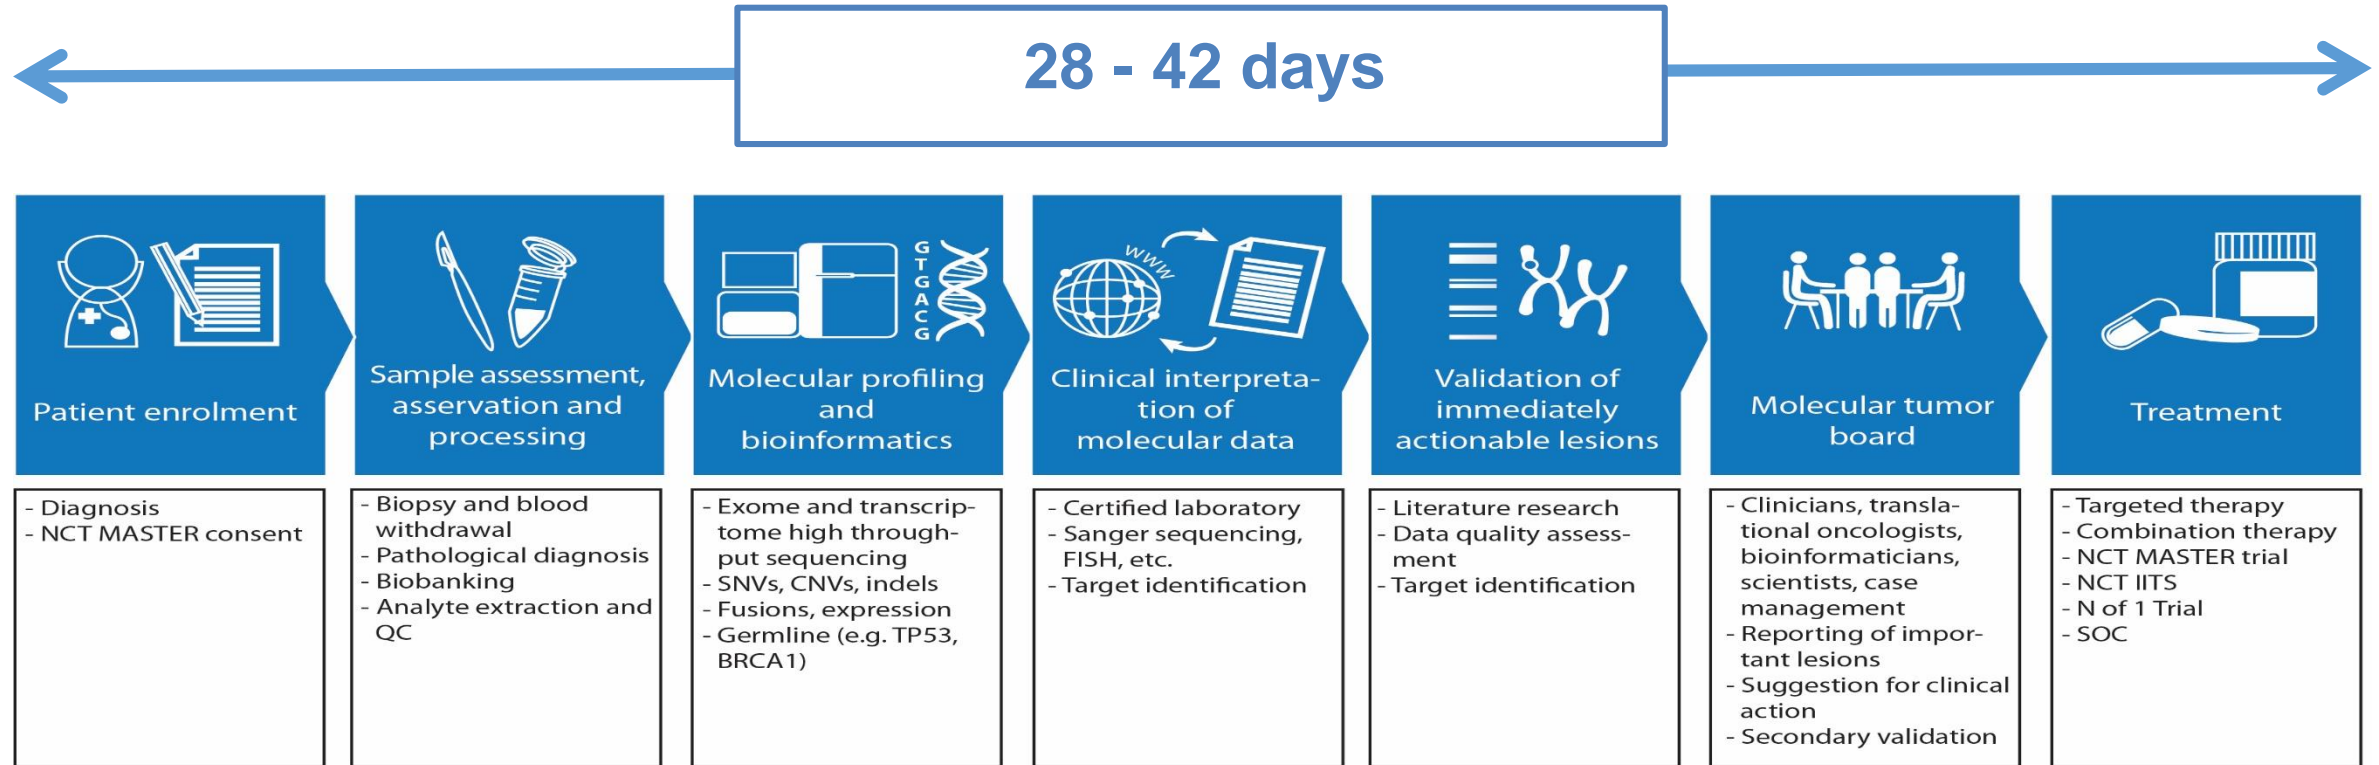 28 - 42 days
Patient enrolment
Sample assessment,
asservation and
processing
G
T
G
A
C
G
Molecular profiling
and
bioinformatics
www
Clinical interpreta-
tion of
molecular data
Validation of
immediately
actionable lesions
Molecular tumor
board
Treatment
- Diagnosis
- NCT MASTER consent
- Biopsy and blood
withdrawal
- Pathological diagnosis
- Biobanking
- Analyte extraction and
QC
- Exome and transcrip-
tome high through-
put sequencing
- SNVs, CNVs, indels
- Fusions, expression
- Germline (e.g. TP53,
BRCA1)
- Certified laboratory
- Sanger sequencing,
FISH, etc.
- Target identification
- Literature research
- Data quality assess-
ment
- Target identification
- Clinicians, transla-
tional oncologists,
bioinformaticians,
scientists, case
management
- Reporting of impor-
tant lesions
- Suggestion for clinical
action
- Secondary validation
- Targeted therapy
- Combination therapy
- NCT MASTER trial
- NCT IITS
- N of 1 Trial
- SOC